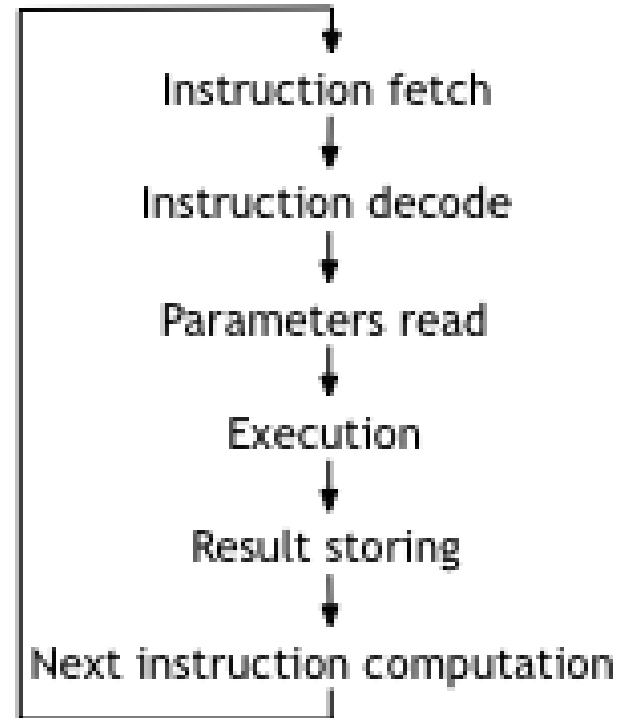 Instruction fetch
Instruction decode
Parameters read
Execution
Result storing
Next instruction computation